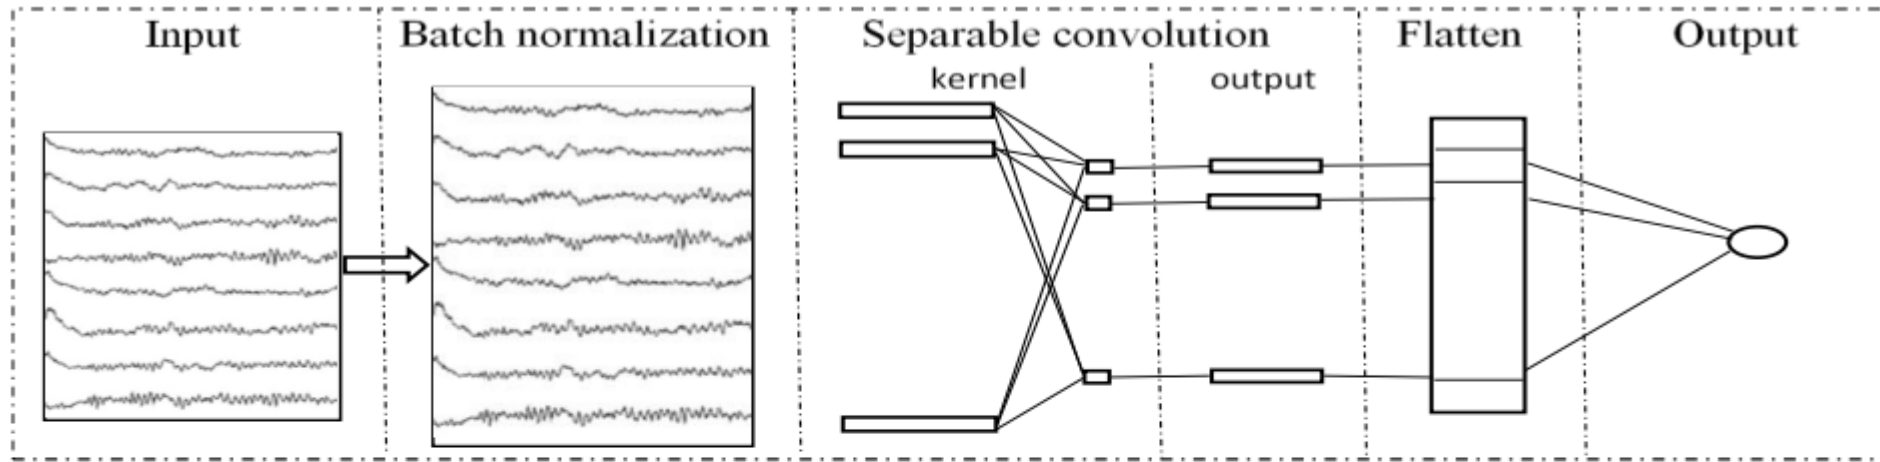 Input
Batch normalization
Separable convolution
kernel
output
Flatten
Output